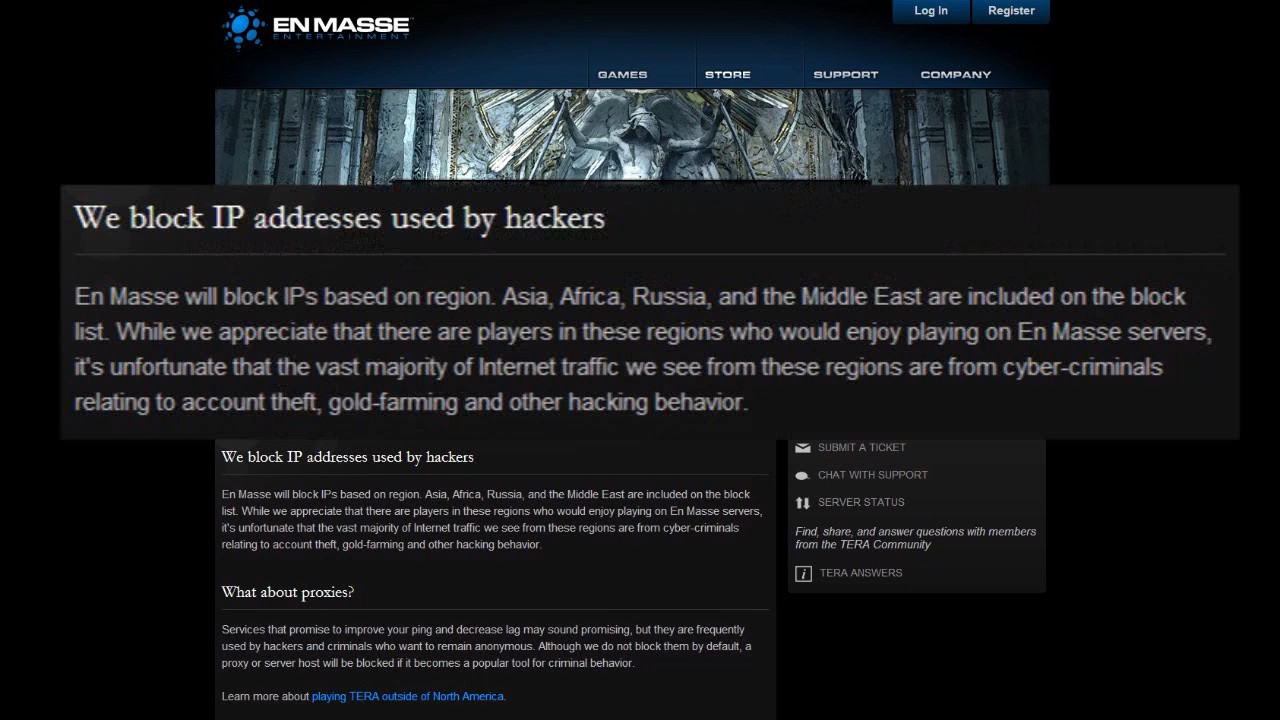 EN MASSE
ENTERTAINMENT
Log In
Register
GAMES
STORE
SUPPORT
COMPANY
We block IP addresses used by hackers
En Masse will block IPs based on region. Asia, Africa, Russia, and the Middle East are included on the block
list. While we appreciate that there are players in these regions who would enjoy playing on En Masse servers,
it's unfortunate that the vast majority of Internet traffic we see from these regions are from cyber-criminals
relating to account theft, gold-farming and other hacking behavior.
We block IP addresses used by hackers
En Masse will block IPs based on region. Asia, Africa, Russia, and the Middle East are included on the block
list. While we appreciate that there are players in these regions who would enjoy playing on En Masse servers,
it's unfortunate that the vast majority of Internet traffic we see from these regions are from cyber-criminals
relating to account theft, gold-farming and other hacking behavior.
What about proxies?
Services that promise to improve your ping and decrease lag may sound promising, but they are frequently
used by hackers and criminals who want to remain anonymous. Although we do not block them by default, a
proxy or server host will be blocked if it becomes a popular tool for criminal behavior.
Learn more about playing TERA outside of North America.
SUBMIT A TICKET
CHAT WITH SUPPORT
SERVER STATUS
Find, share, and answer questions with members
from the TERA Community
TERA ANSWERS